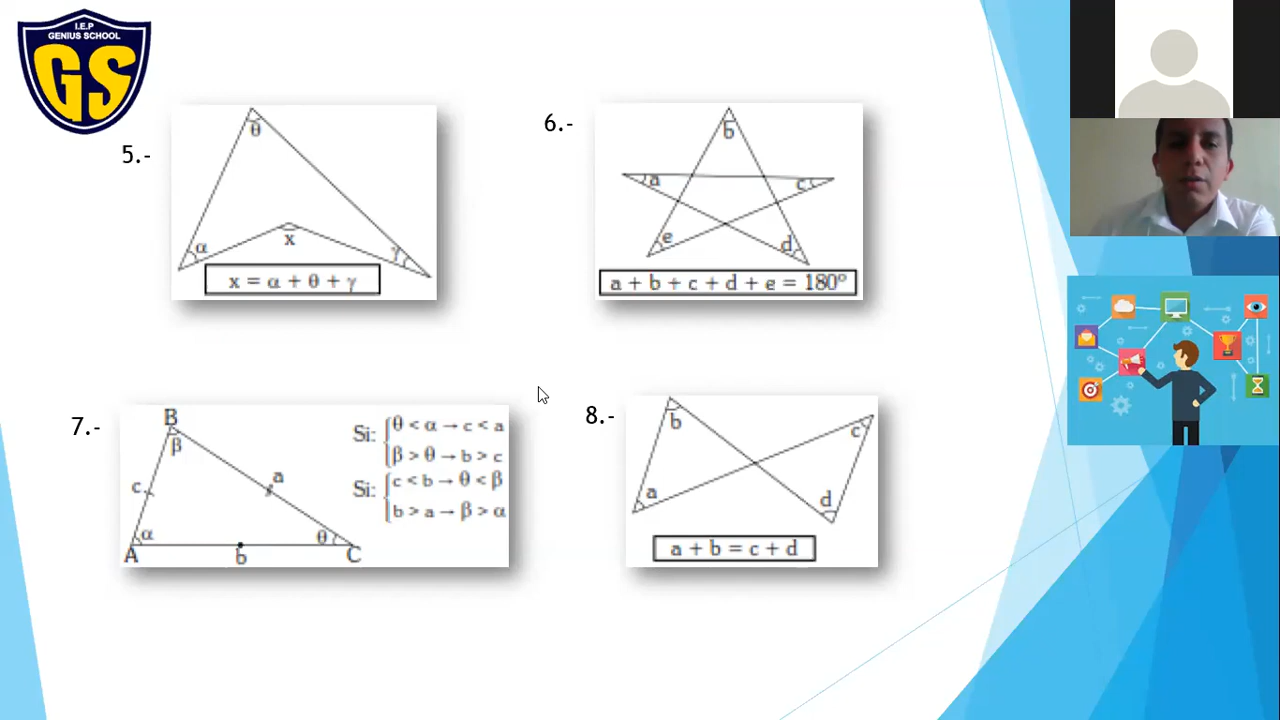 I.E.P
GENIUS SCHOOL
GS
5.-
θ
α
x
γ
x = α + θ + γ
6.-
b
a
c
e
d
a + b + c + d + e = 180°
7.-
B
β
c
a
α
θ
A
b
C
Si: θ < α → c < a
β > θ → b > c
Si: c < b → θ < β
b > a → β > α
8.-
b
c
a
d
a + b = c + d